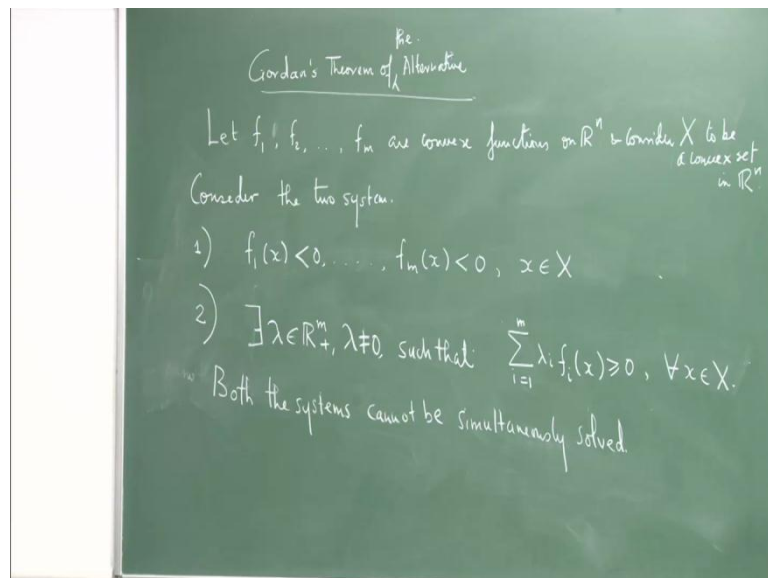 the
Gordan's Theorem of Alternative
Let f₁, f₂, ..., fₘ are convex functions on ℝⁿ & consider X to be
a convex set
in ℝⁿ
Consider the two system.
1) f₁(x) <0, ......, fₘ(x) <0, x ∈ X
2) ∃ λ ∈ ℝ₊ᵐ, λ ≠ 0, such that ∑ᵢ₌₁ᵐ λᵢ fᵢ(x) ⩾ 0, ∀ x ∈ X.
Both the systems cannot be simultaneously solved.